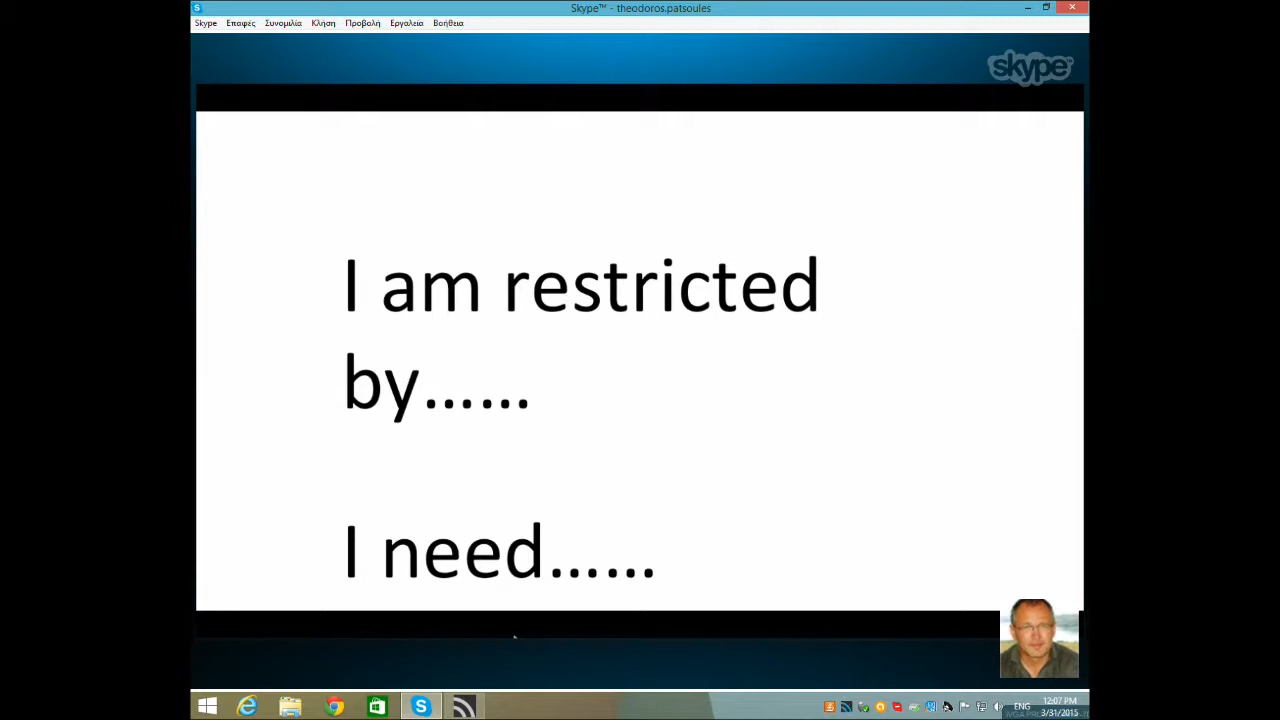 Skype™ - theodoros.patsoules
Skype Επαφές Συνομιλία Κλήση Προβολή Εργαλεία Βοήθεια
skype
I am restricted
by......
I need......
ENG
12:07 PM
3/31/2015